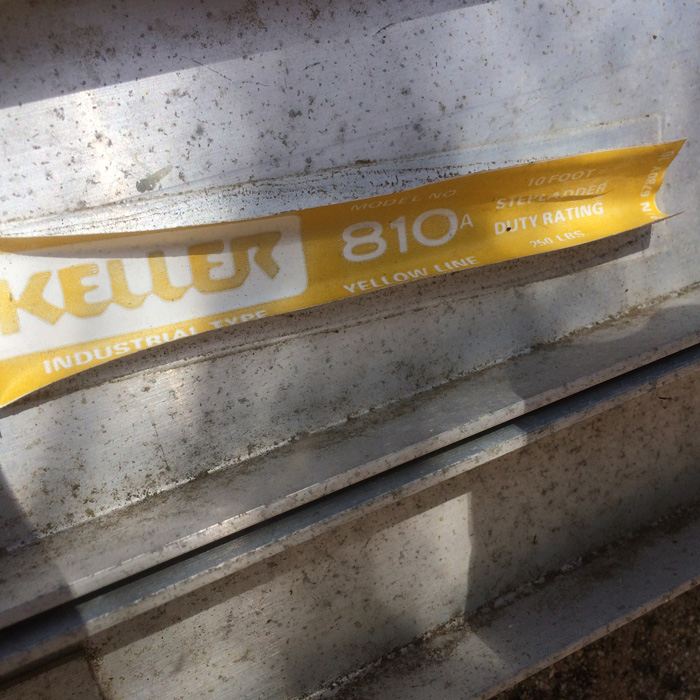 KELLER
INDUSTRIAL TYPE
MODEL NO
810A
YELLOW LINE
10 FOOT
STEPLADDER
DUTY RATING
250 LBS